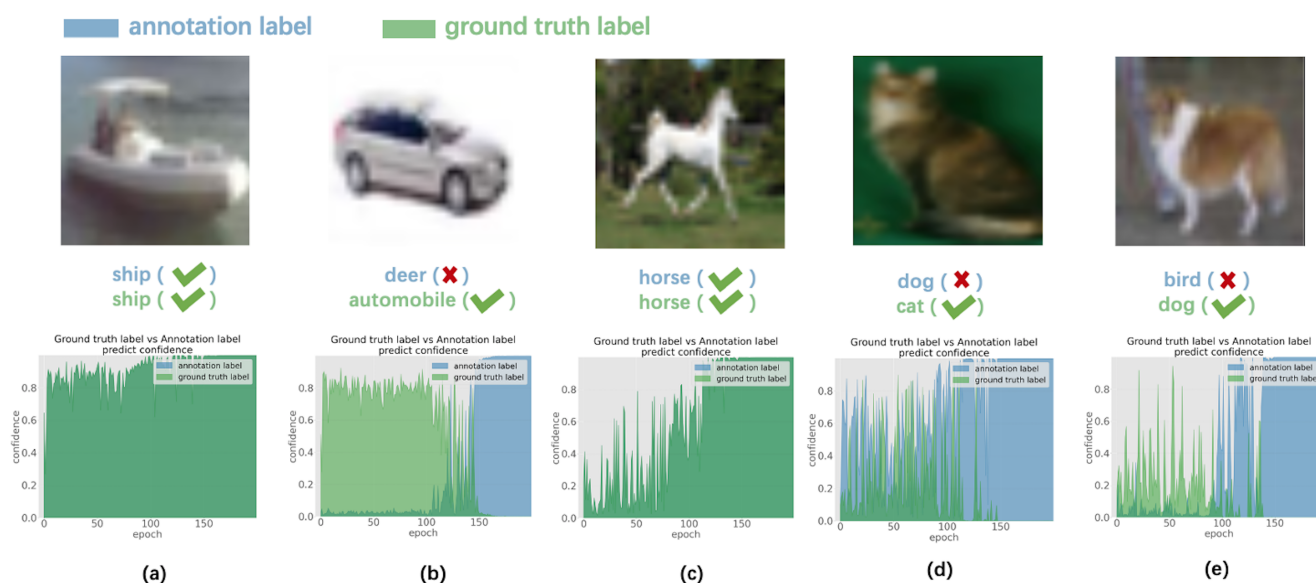 annotation label
ground truth label
ship ( ✓ )
ship ( ✓ )
deer ( ✗ )
automobile ( ✓ )
horse ( ✓ )
horse ( ✓ )
dog ( ✗ )
cat ( ✓ )
bird ( ✗ )
dog ( ✓ )
Ground truth label vs Annotation label
predict confidence
annotation label
ground truth label
confidence
0.8
0.6
0.4
0.2
0.0
0 50 100 150
epoch
Ground truth label vs Annotation label
predict confidence
annotation label
ground truth label
confidence
0.8
0.6
0.4
0.2
0.0
0 50 100 150
epoch
Ground truth label vs Annotation label
predict confidence
annotation label
ground truth label
confidence
0.8
0.6
0.4
0.2
0.0
0 50 100 150
epoch
Ground truth label vs Annotation label
predict confidence
annotation label
ground truth label
confidence
0.8
0.6
0.4
0.2
0.0
0 50 100 150
epoch
Ground truth label vs Annotation label
predict confidence
annotation label
ground truth label
confidence
0.8
0.6
0.4
0.2
0.0
0 50 100 150
epoch
(a)
(b)
(c)
(d)
(e)